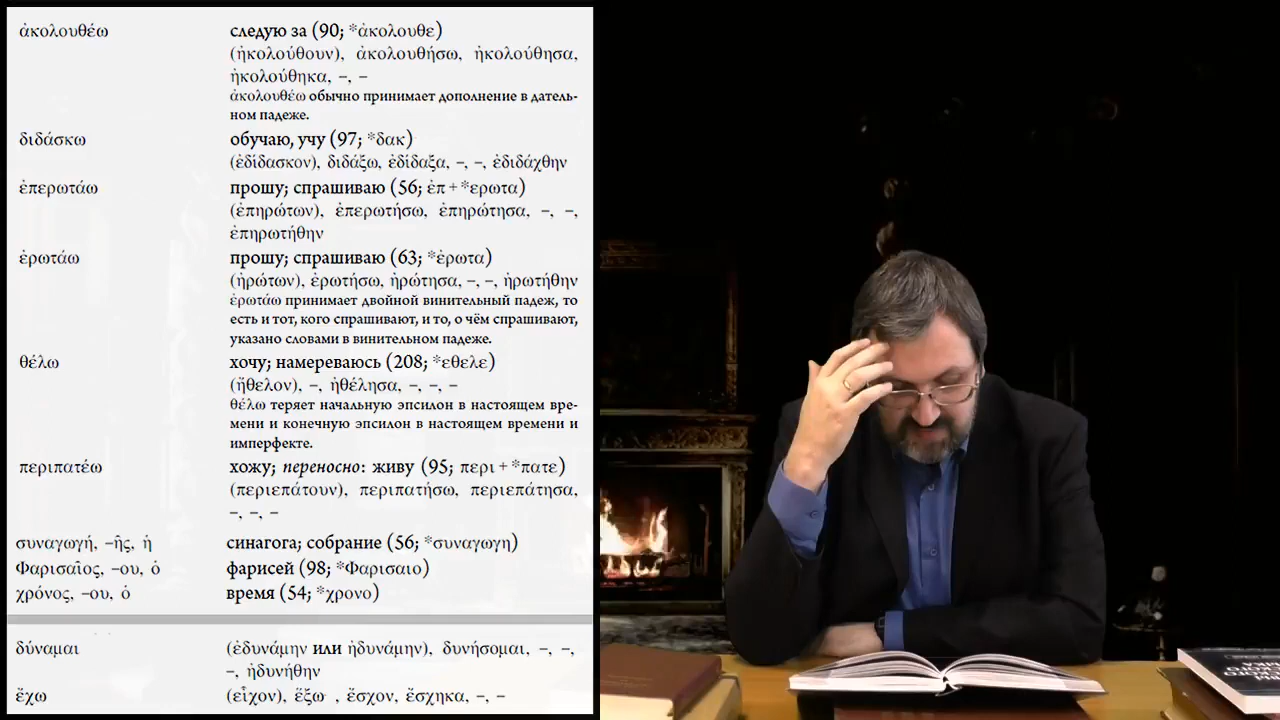 ἀκολουθέω следую за (90; *ἀκολουθε)
(ἠκολούθουν), ἀκολουθήσω, ἠκολούθησα,
ἠκολούθηκα, –, –
ἀκολουθέω обычно принимает дополнение в датель-
ном падеже.
διδάσκω обучаю, учу (97; *δακ)
(ἐδίδασκον), διδάξω, ἐδίδαξα, –, –, ἐδιδάχθην
ἐπερωτάω прошу; спрашиваю (56; ἐπ + *ερωτα)
(ἐπηρώτων), ἐπερωτήσω, ἐπηρώτησα, –, –,
ἐπηρωτήθην
ἐρωτάω прошу; спрашиваю (63; *ἐρωτα)
(ἠρώτων), ἐρωτήσω, ἠρώτησα, –, –, ἠρωτήθην
ἐρωτάω принимает двойной винительный падеж, то
есть и тот, кого спрашивают, и то, о чём спрашивают,
указано словами в винительном падеже.
θέλω хочу; намереваюсь (208; *εθελε)
(ἤθελον), –, ἠθέλησα, –, –, –
θέλω теряет начальную эпсилон в настоящем вре-
мени и конечную эпсилон в настоящем времени и
имперфекте.
περιπατέω хожу; переносно: живу (95; περι + *πατε)
(περιεπάτουν), περιπατήσω, περιεπάτησα,
–, –, –
συναγωγή, –ῆς, ἡ синагога; собрание (56; *συναγωγη)
Φαρισαῖος, –ου, ὁ фарисей (98; *Φαρισαιο)
χρόνος, –ου, ὁ время (54; *χρονο)
δύναμαι (ἐδυνάμην или ἠδυνάμην), δυνήσομαι, –, –,
–, ἠδυνήθην
ἔχω (εἶχον), ἕξω , ἔσχον, ἔσχηκα, –, –